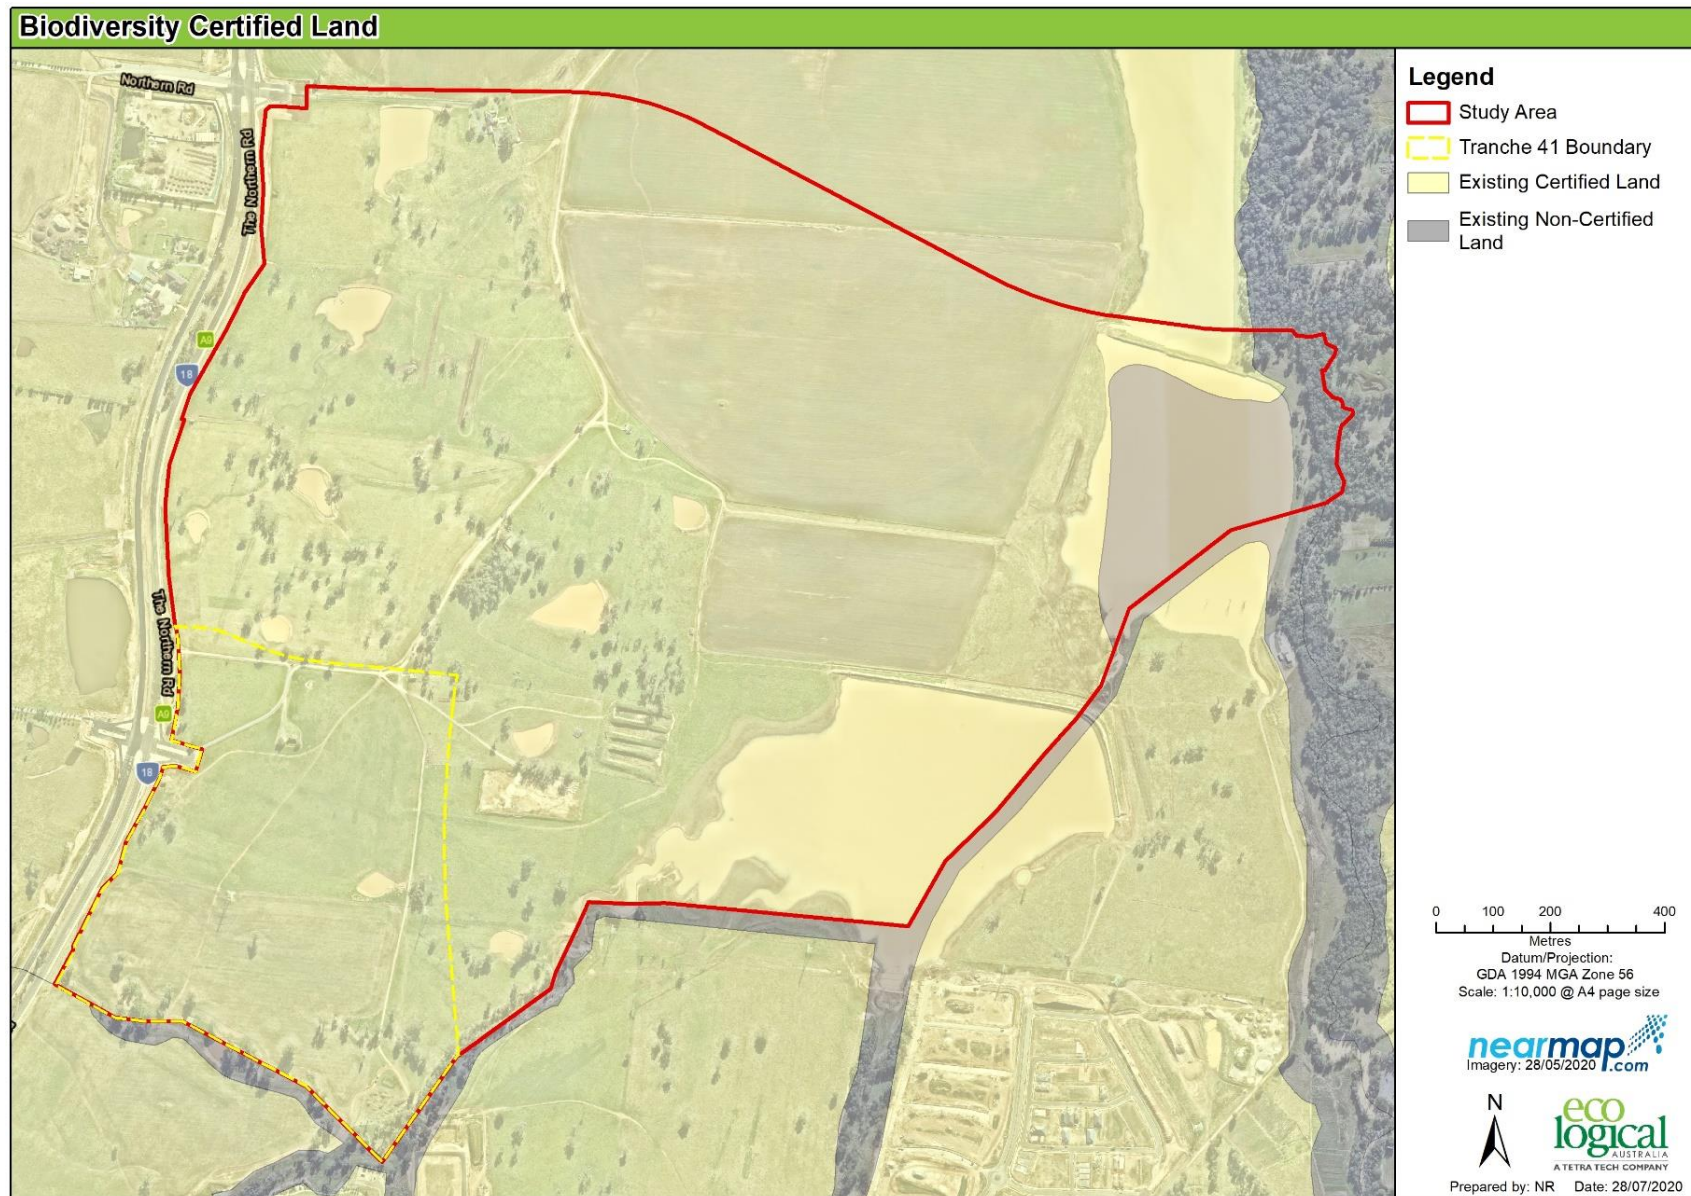 Biodiversity Certified Land
Northern Rd
The Northern Rd
A9
18
The Northern Rd
A9
18
Legend
Study Area
Tranche 41 Boundary
Existing Certified Land
Existing Non-Certified
Land
0 100 200 400
Metres
Datum/Projection:
GDA 1994 MGA Zone 56
Scale: 1:10,000 @ A4 page size
nearmap
.com
Imagery: 28/05/2020
N
eco
logical
AUSTRALIA
A TETRA TECH COMPANY
Prepared by: NR Date: 28/07/2020